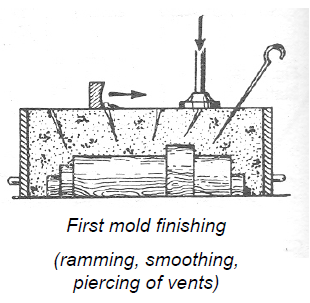 First mold finishing
(ramming, smoothing,
piercing of vents)